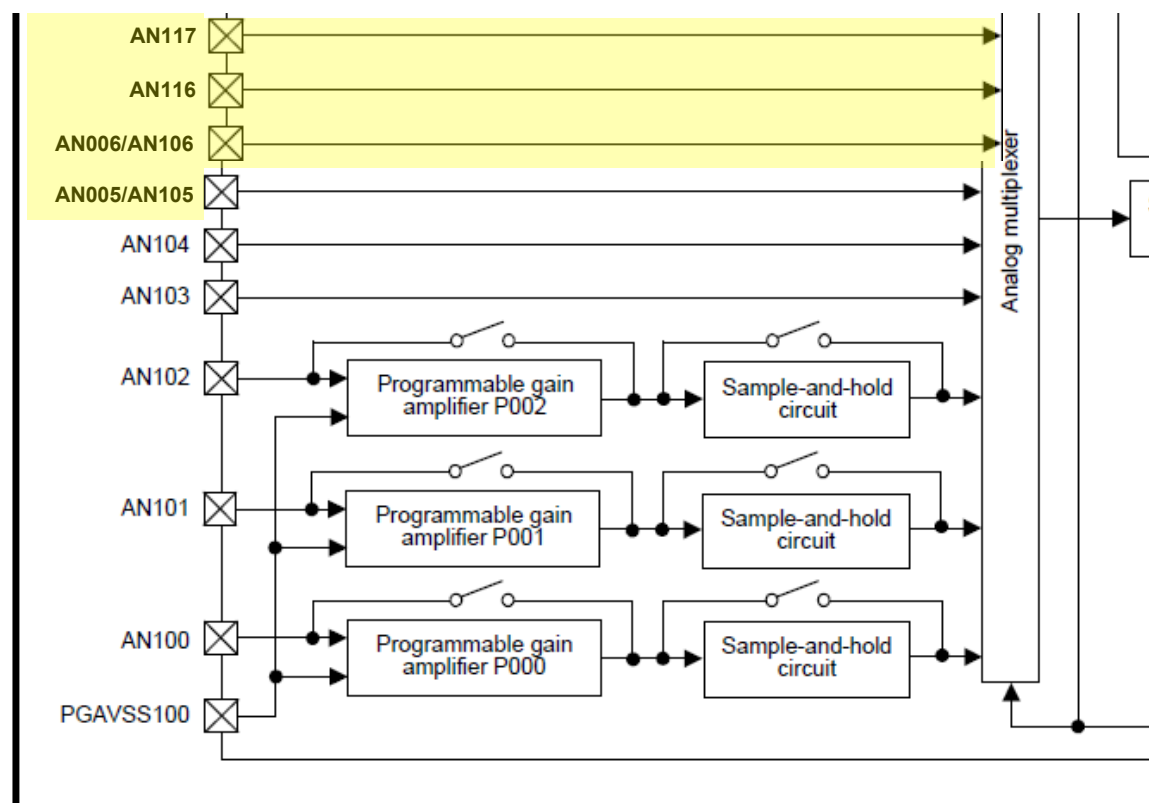 AN117
AN116
AN006/AN106
AN005/AN105
AN104
AN103
AN102
Programmable gain
amplifier P002
Sample-and-hold
circuit
AN101
Programmable gain
amplifier P001
Sample-and-hold
circuit
AN100
Programmable gain
amplifier P000
Sample-and-hold
circuit
PGAVSS100
Analog multiplexer